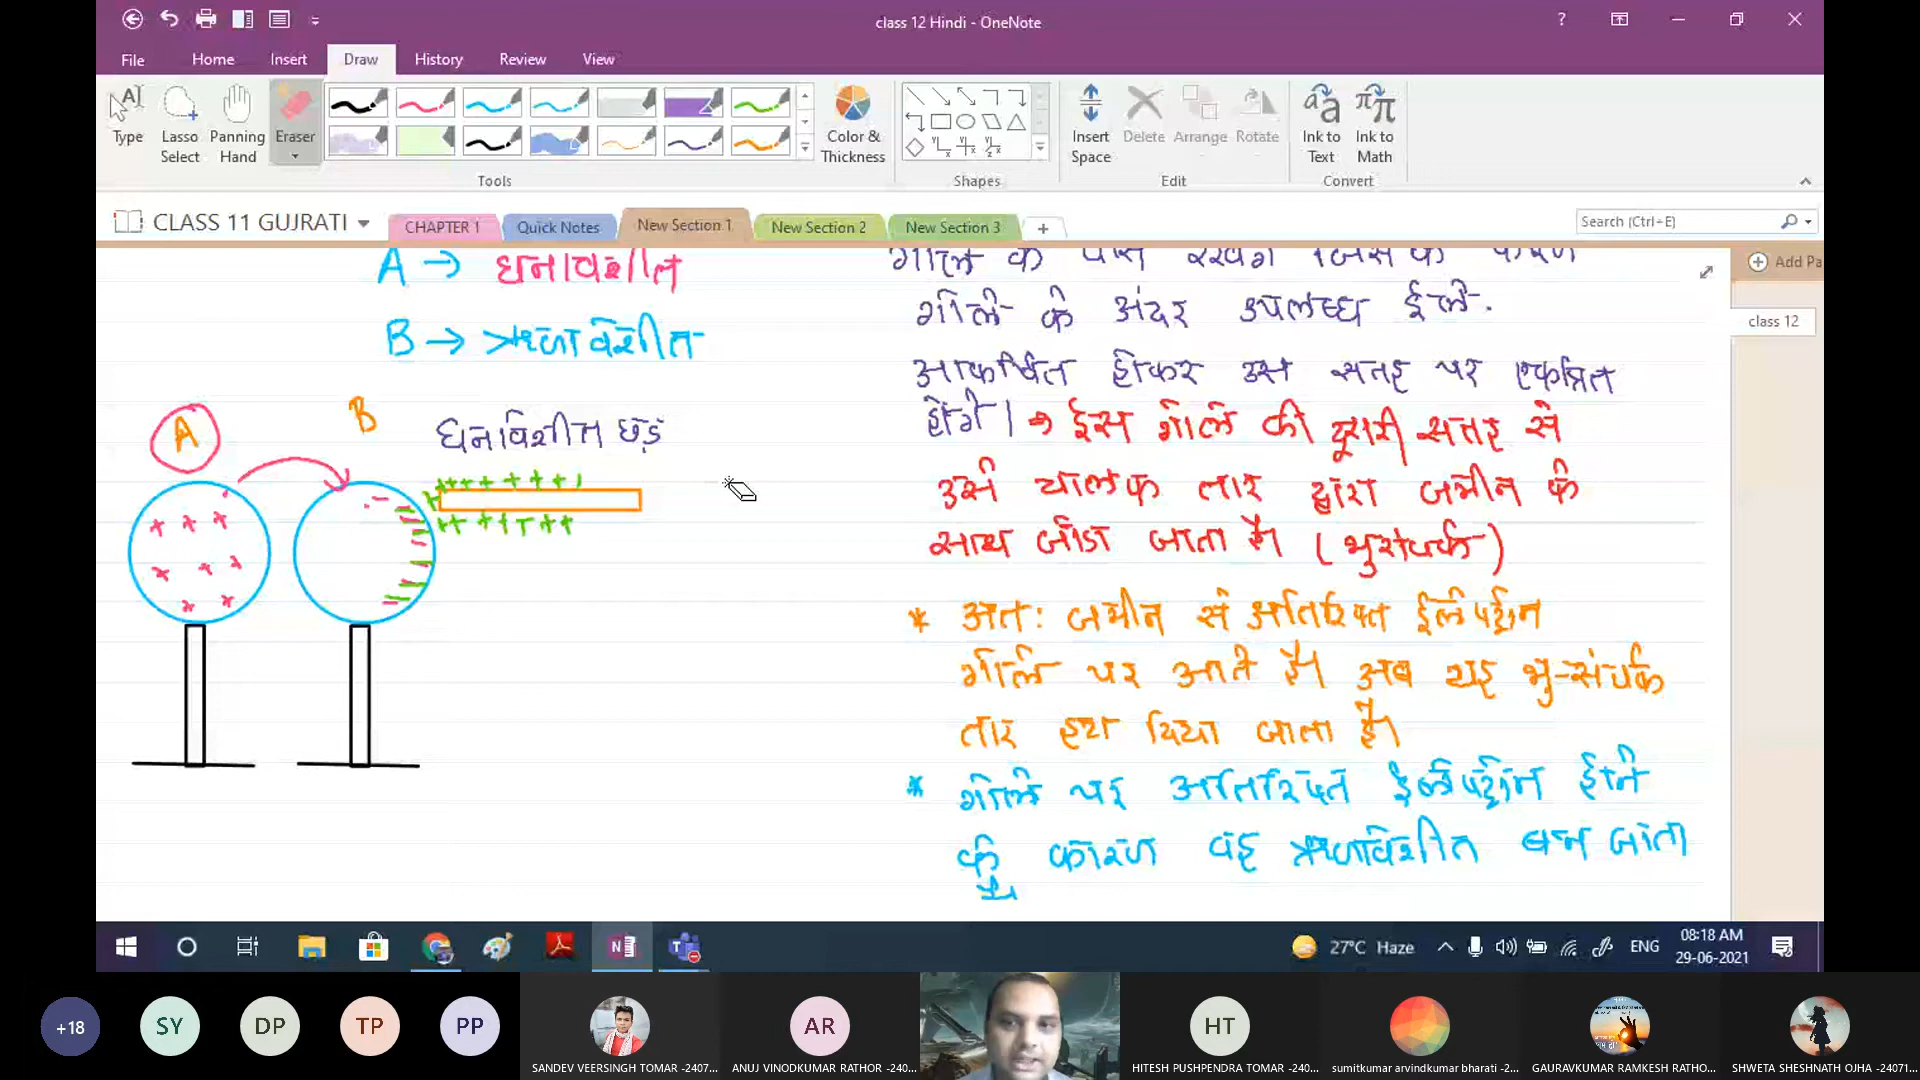 class 12 Hindi - OneNote
File Home Insert Draw History Review View
Type
Lasso Select
Panning Hand
Eraser
Color & Thickness
Insert Space
Delete
Arrange
Rotate
Ink to Text
Ink to Math
Tools Shapes Edit Convert
CLASS 11 GUJRATI
CHAPTER 1 Quick Notes New Section 1 New Section 2 New Section 3 +
Search (Ctrl+E)
Add Pa
class 12
A →
B →
A
B
धनविशीत छड़
गोले के अंदर उपलब्ध ईले.
आकर्षित होकर उस सतह पर एकत्रित
होंगे। → ईस गोले की दूसरी सतह से
उसे चालक तार द्वारा जमीन के
साथ जोडा जाता है। (भुसंपर्क)
* अत: जमीन से अतिरिक्त ईलेक्ट्रोन
गोले पर आते है। अब यह भु-संपर्क
तार हटा दिया जाता है।
* गोले पर अतिरिक्त ईलेक्ट्रोन होने
के कारण वह ऋणविशीत बन जाता
है
27°C Haze
ENG
08:18 AM
29-06-2021
+18
SY
DP
TP
PP
AR
HT
SANDEV VEERSINGH TOMAR -2407...
ANUJ VINODKUMAR RATHOR -240...
HITESH PUSHPENDRA TOMAR -240...
sumitkumar arvindkumar bharati -2...
GAURAVKUMAR RAMKESH RATHO...
SHWETA SHESHNATH OJHA -24071...